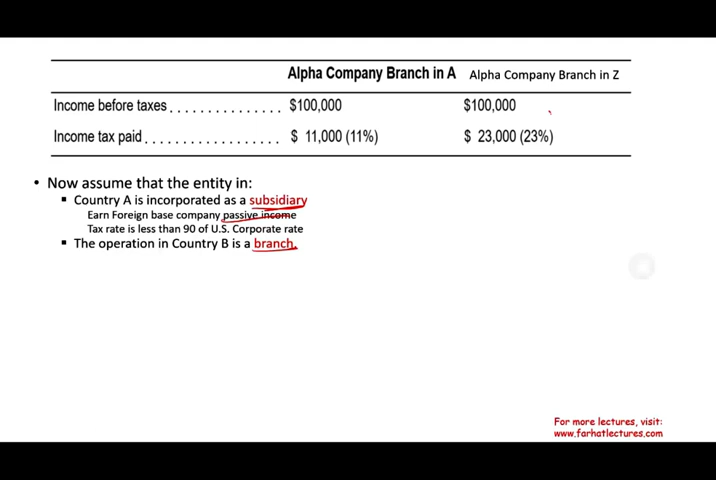 Alpha Company Branch in A Alpha Company Branch in Z
Income before taxes . . . . . . . . . . . . . . . $100,000 $100,000
Income tax paid . . . . . . . . . . . . . . . . . . $ 11,000 (11%) $ 23,000 (23%)
• Now assume that the entity in:
▪ Country A is incorporated as a subsidiary
Earn Foreign base company passive income
Tax rate is less than 90 of U.S. Corporate rate
▪ The operation in Country B is a branch.
For more lectures, visit:
www.farhatlectures.com